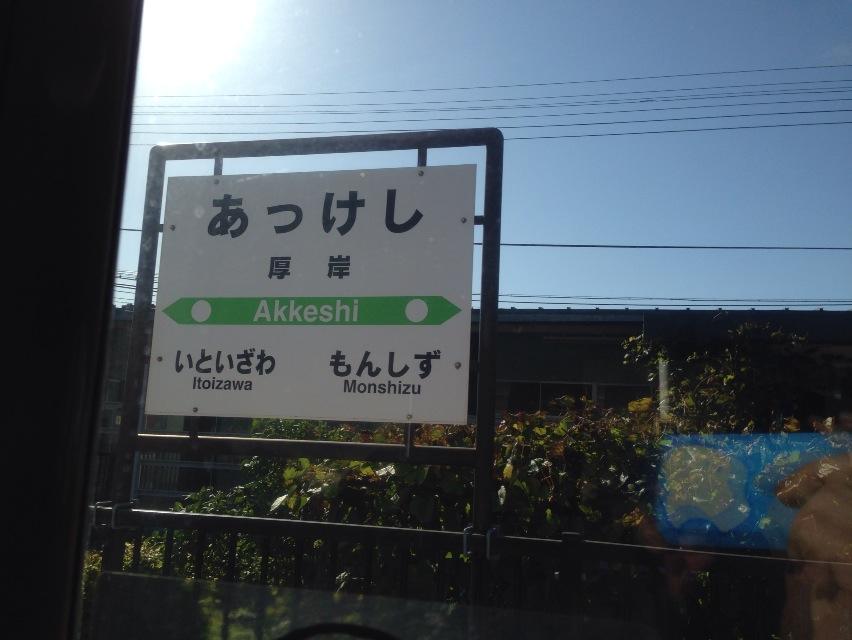 あっけし
厚岸
Akkeshi
いといざわ もんしず
Itoizawa Monshizu